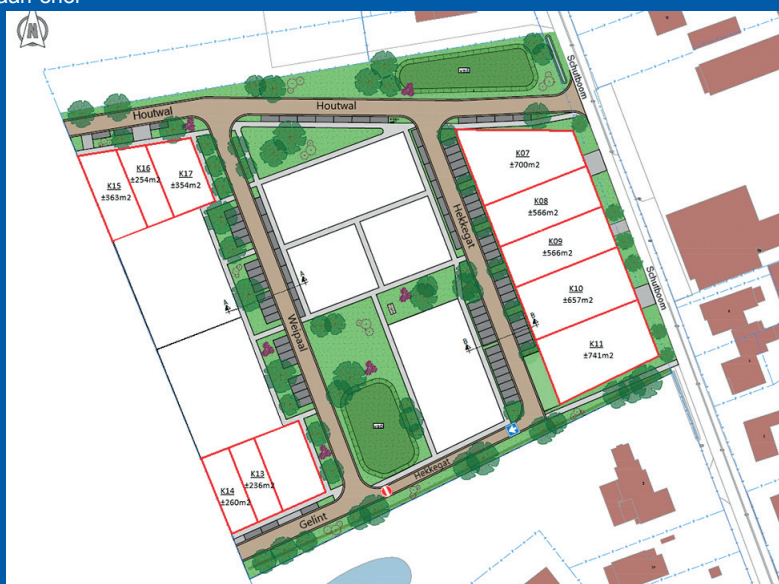 N
Houtwal
Houtwal
Schutboom
K15
±363m2
K16
±254m2
K17
±354m2
K07
±700m2
K08
±566m2
K09
±566m2
K10
±657m2
K11
±741m2
Hekkegat
Schutboom
Weipaal
K14
±260m2
K13
±236m2
Hekkegat
Gelint